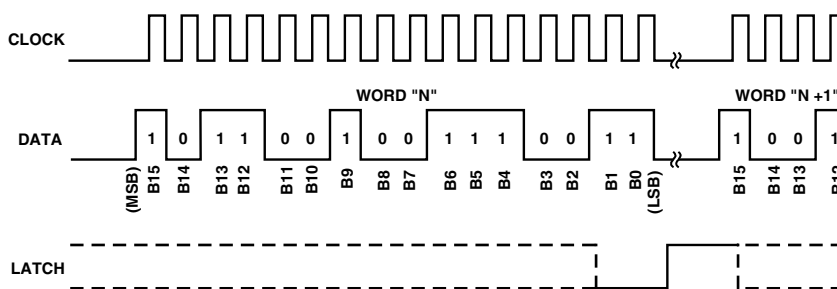 CLOCK
WORD "N"
WORD "N +1"
DATA
1 0 1 1 0 0 1 0 0 1 1 1 0 0 1 1 1 0 0 1
(MSB) B15 B14 B13 B12 B11 B10 B9 B8 B7 B6 B5 B4 B3 B2 B1 B0 (LSB) B15 B14 B13 B12
LATCH